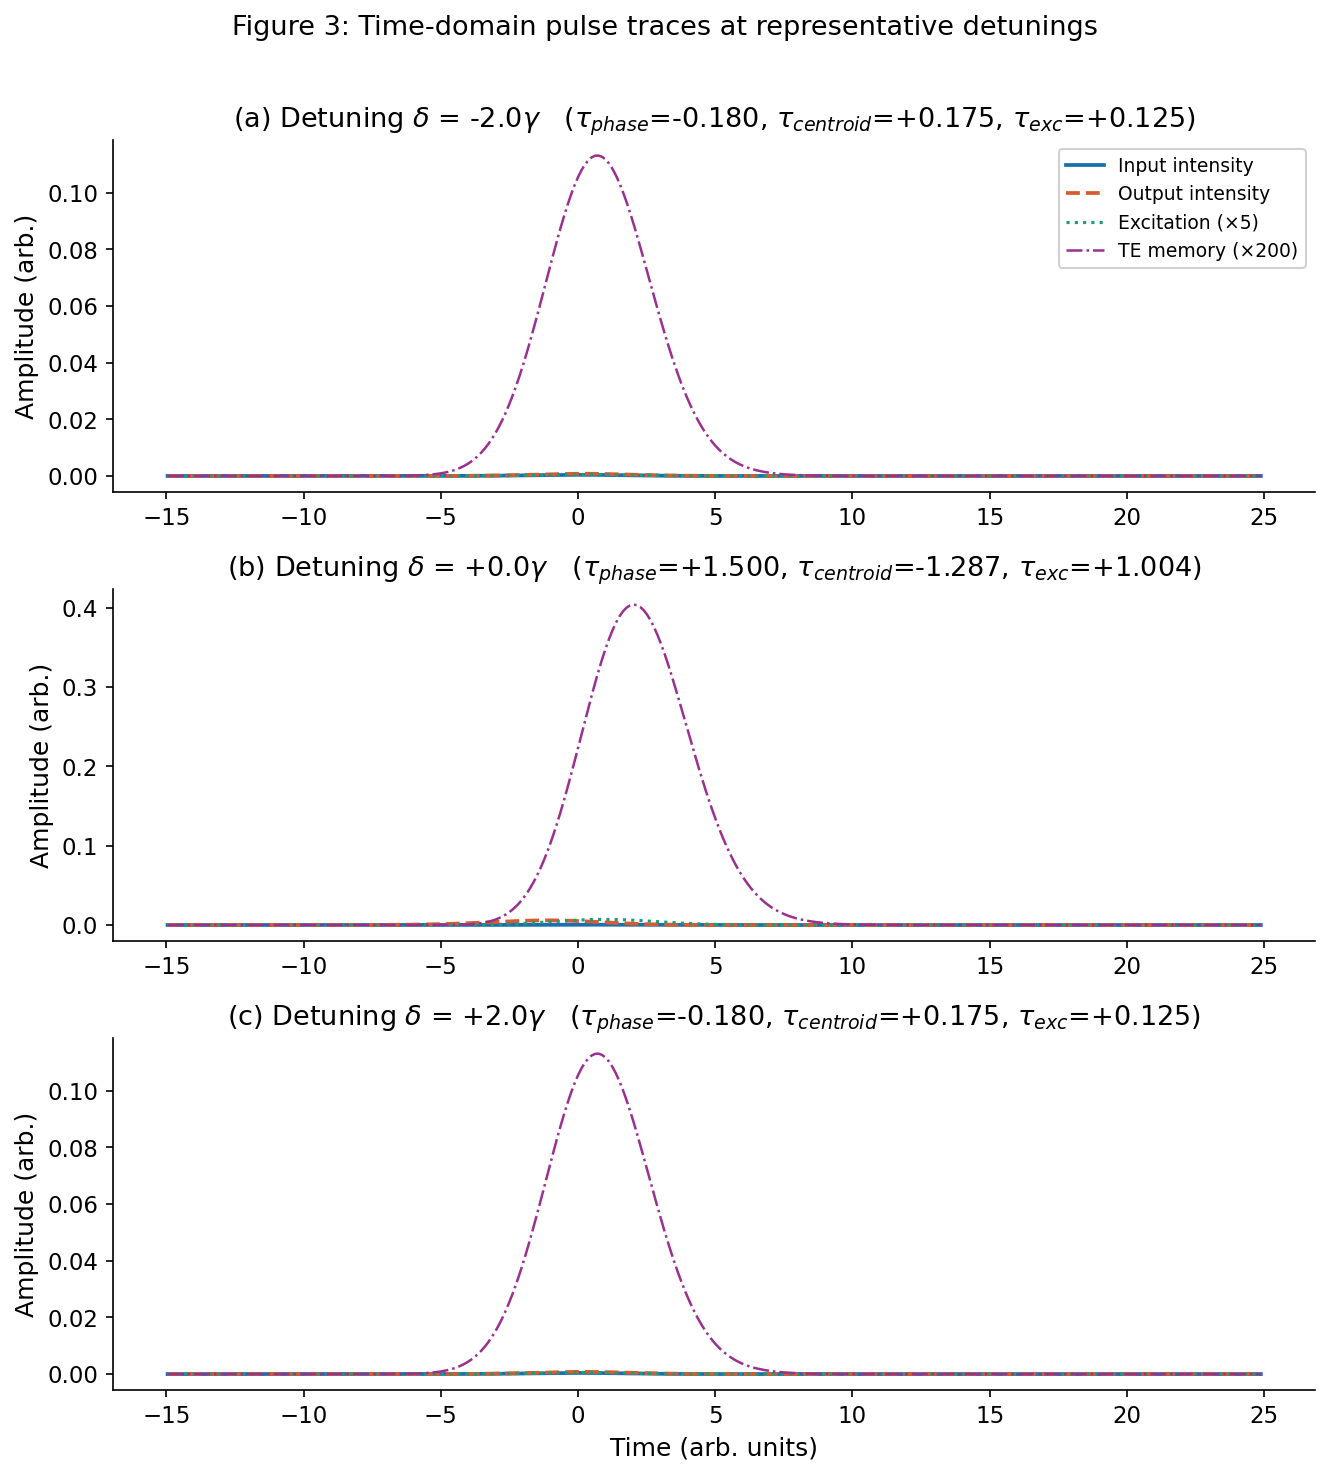 Figure 3: Time-domain pulse traces at representative detunings
(a) Detuning δ = -2.0γ (τphase=-0.180, τcentroid=+0.175, τexc=+0.125)
Input intensity
Output intensity
Excitation (×5)
TE memory (×200)
Amplitude (arb.)
0.10
0.08
0.06
0.04
0.02
0.00
−15 −10 −5 0 5 10 15 20 25
(b) Detuning δ = +0.0γ (τphase=+1.500, τcentroid=-1.287, τexc=+1.004)
Amplitude (arb.)
0.4
0.3
0.2
0.1
0.0
−15 −10 −5 0 5 10 15 20 25
(c) Detuning δ = +2.0γ (τphase=-0.180, τcentroid=+0.175, τexc=+0.125)
Amplitude (arb.)
0.10
0.08
0.06
0.04
0.02
0.00
−15 −10 −5 0 5 10 15 20 25
Time (arb. units)